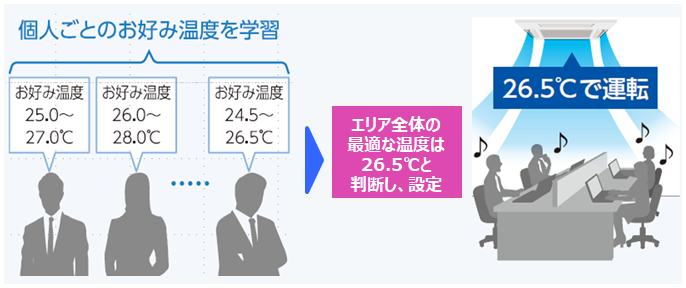 個人ごとのお好み温度を学習
お好み温度
25.0～
27.0℃
お好み温度
26.0～
28.0℃
お好み温度
24.5～
26.5℃
エリア全体の
最適な温度は
26.5℃と
判断し、設定
26.5℃で運転